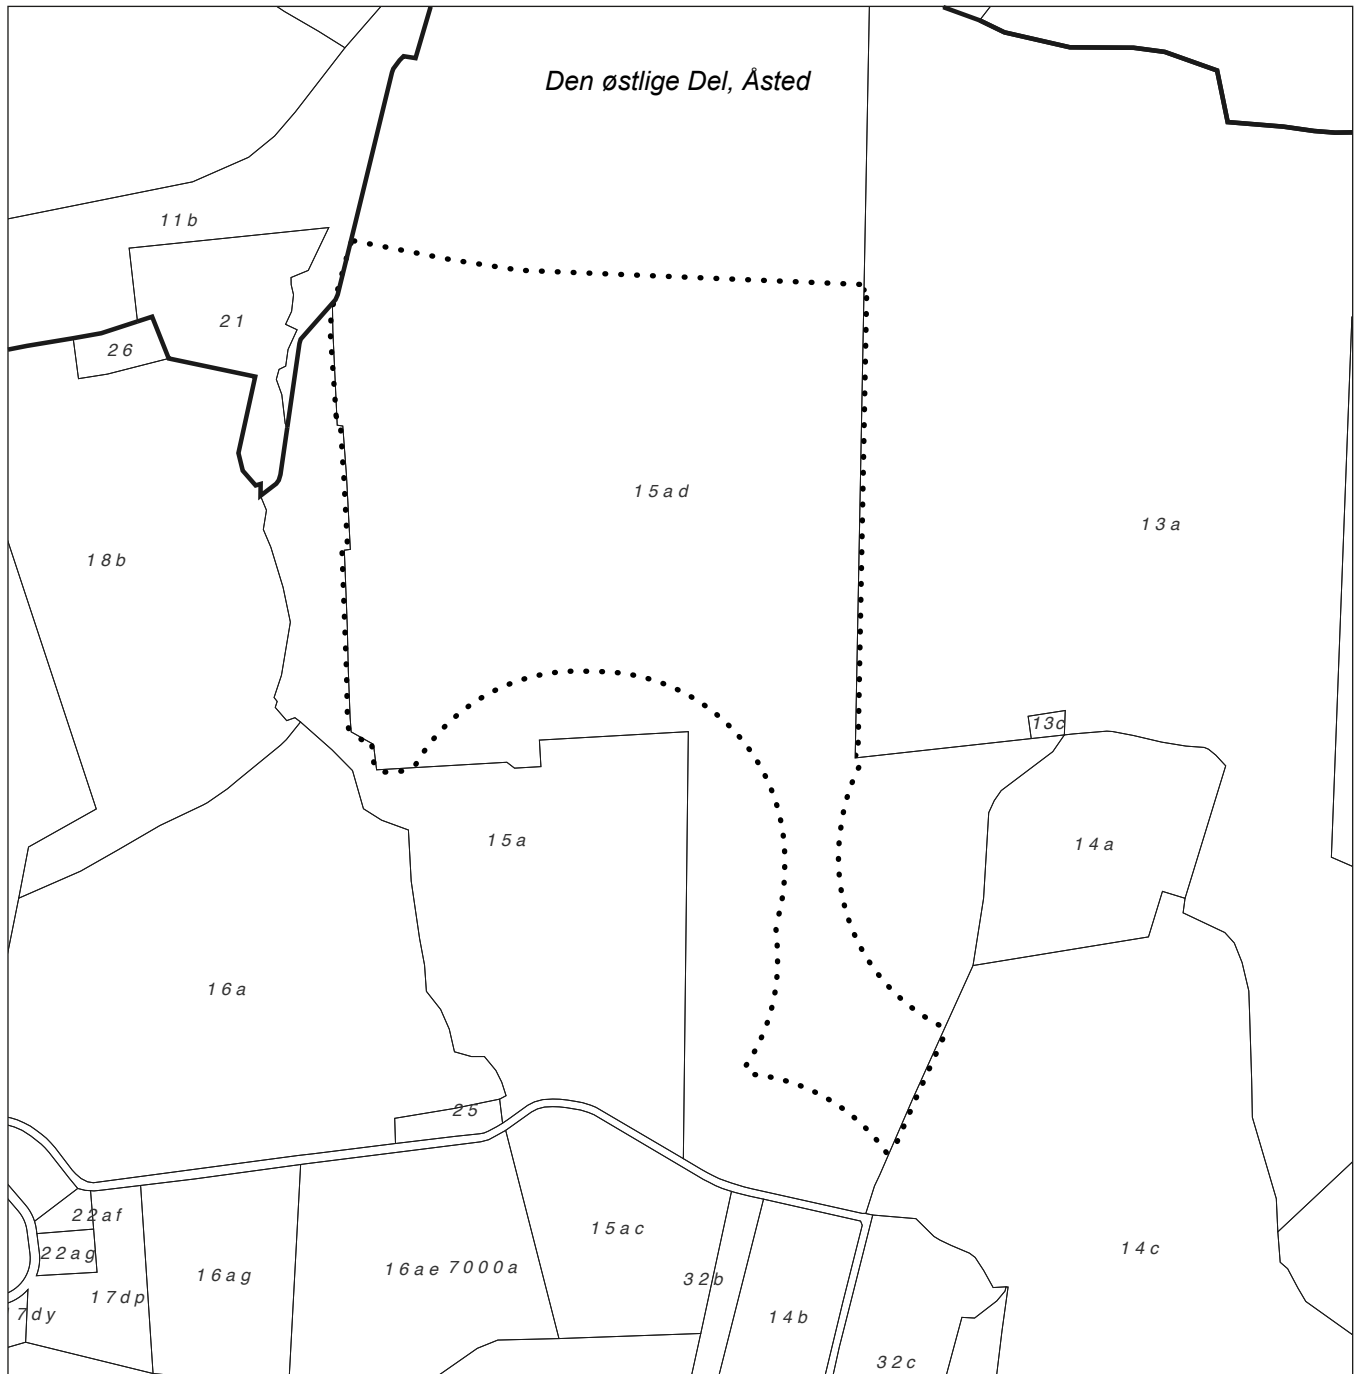 Den østlige Del, Åsted
11b
21
26
15ad
13a
18b
13c
15a
14a
16a
25
22af
15ac
14c
22ag
16ag
16ae 7000a
32b
17dp
7dy
14b
32c